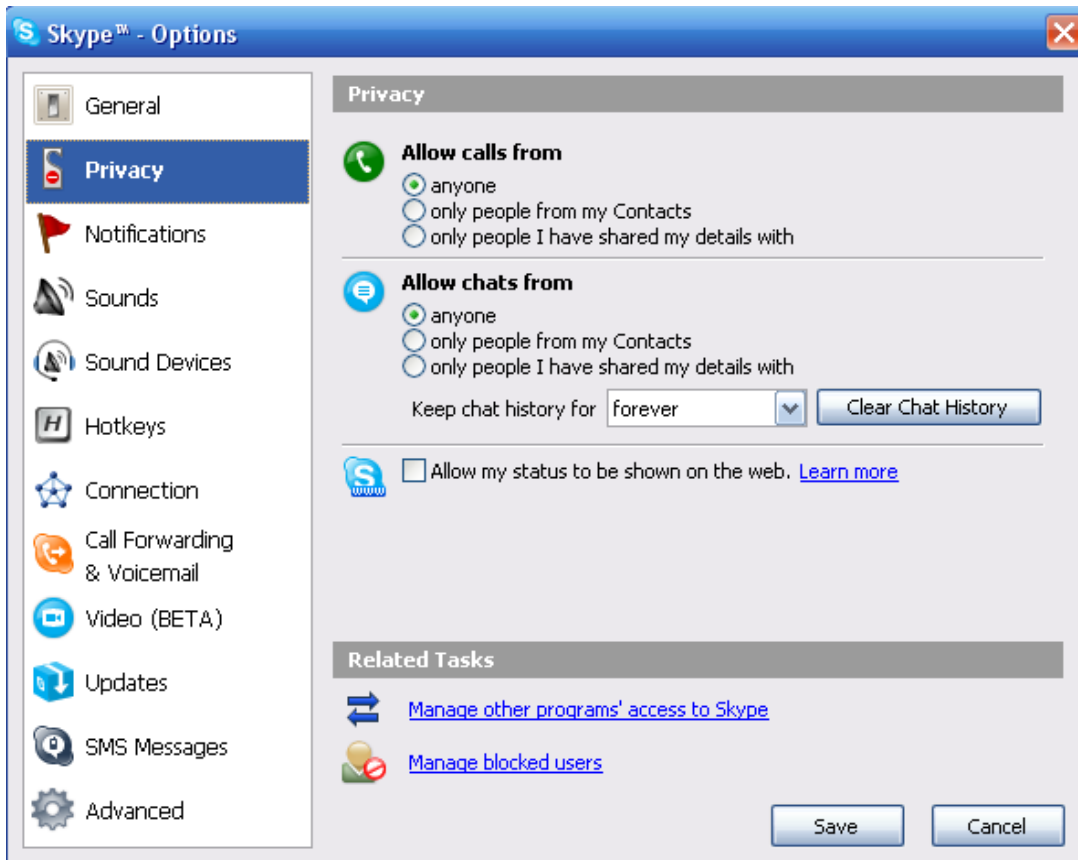 Skype™ - Options
General
Privacy
Notifications
Sounds
Sound Devices
H
Hotkeys
Connection
Call Forwarding
& Voicemail
Video (BETA)
Updates
SMS Messages
Advanced
Privacy
Allow calls from
anyone
only people from my Contacts
only people I have shared my details with
Allow chats from
anyone
only people from my Contacts
only people I have shared my details with
Keep chat history for forever Clear Chat History
Allow my status to be shown on the web. Learn more
Related Tasks
Manage other programs' access to Skype
Manage blocked users
Save Cancel